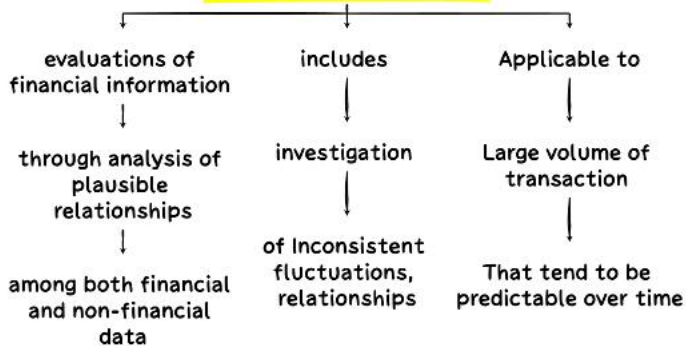 evaluations of
financial information
through analysis of
plausible
relationships
among both financial
and non-financial
data
includes
investigation
of Inconsistent
fluctuations,
relationships
Applicable to
Large volume of
transaction
That tend to be
predictable over time